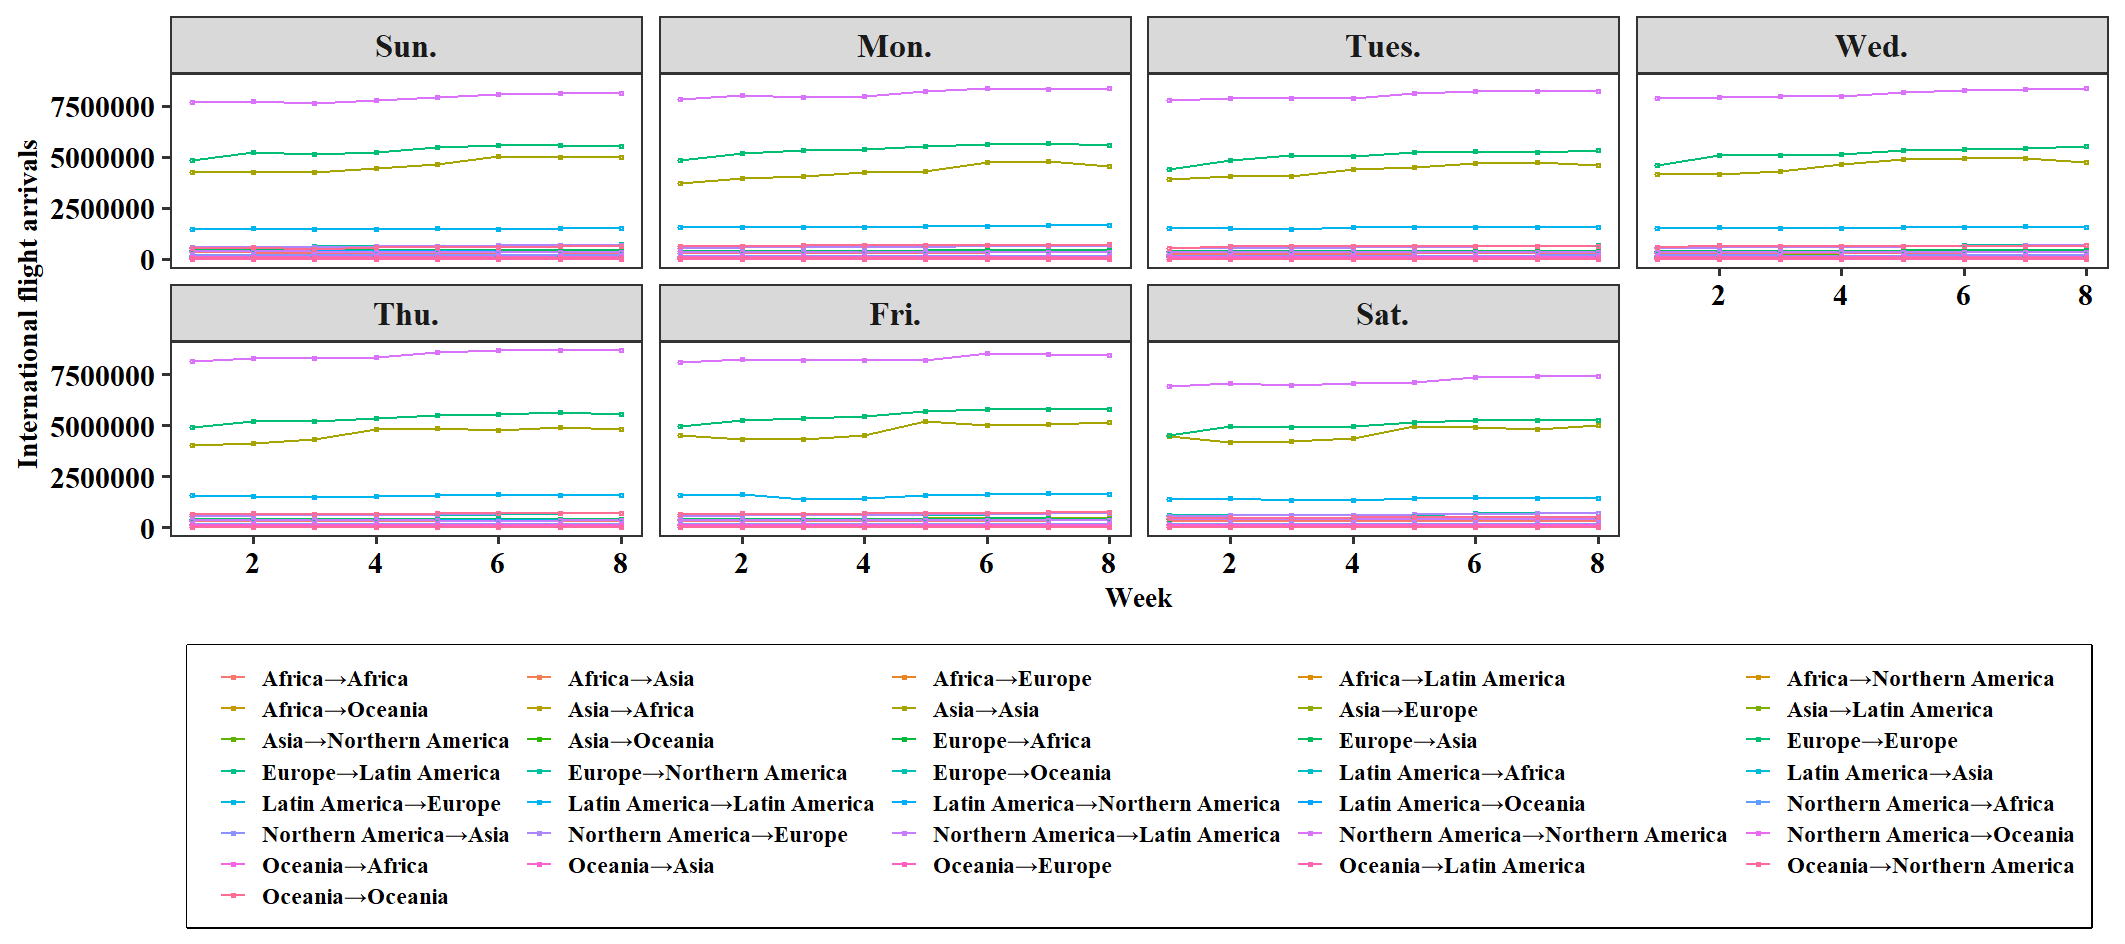 Sun. Mon. Tues. Wed.
7500000
5000000
2500000
0
2 4 6 8
Thu. Fri. Sat.
7500000
5000000
2500000
0
2 4 6 8 2 4 6 8 2 4 6 8
International flight arrivals
Week
Africa→Africa Africa→Asia Africa→Europe Africa→Latin America Africa→Northern America
Africa→Oceania Asia→Africa Asia→Asia Asia→Europe Asia→Latin America
Asia→Northern America Asia→Oceania Europe→Africa Europe→Asia Europe→Europe
Europe→Latin America Europe→Northern America Europe→Oceania Latin America→Africa Latin America→Asia
Latin America→Europe Latin America→Latin America Latin America→Northern America Latin America→Oceania Northern America→Africa
Northern America→Asia Northern America→Europe Northern America→Latin America Northern America→Northern America Northern America→Oceania
Oceania→Africa Oceania→Asia Oceania→Europe Oceania→Latin America Oceania→Northern America
Oceania→Oceania